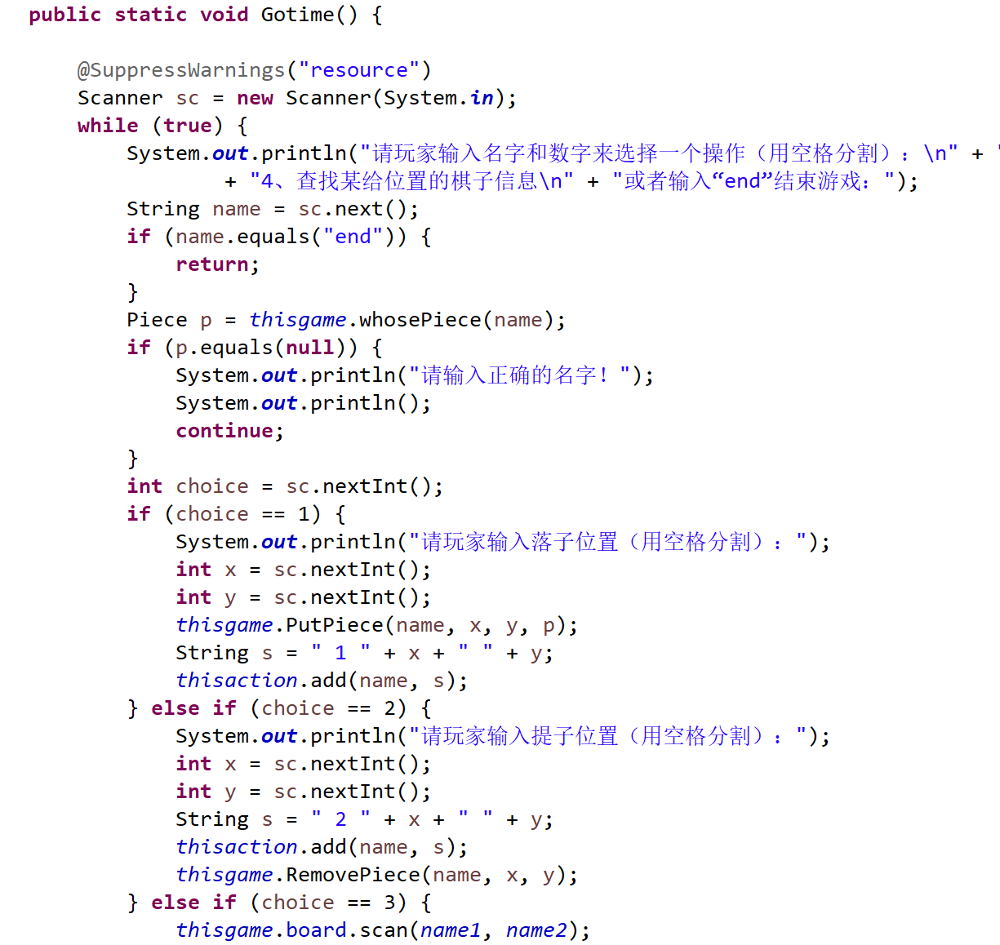 public static void Gotime() {
@SuppressWarnings("resource")
Scanner sc = new Scanner(System.in);
while (true) {
System.out.println("请玩家输入名字和数字来选择一个操作（用空格分割）：\n" + "
+ "4、查找某给位置的棋子信息\n" + "或者输入“end”结束游戏：");
String name = sc.next();
if (name.equals("end")) {
return;
}
Piece p = thisgame.whosePiece(name);
if (p.equals(null)) {
System.out.println("请输入正确的名字！");
System.out.println();
continue;
}
int choice = sc.nextInt();
if (choice == 1) {
System.out.println("请玩家输入落子位置（用空格分割）：");
int x = sc.nextInt();
int y = sc.nextInt();
thisgame.PutPiece(name, x, y, p);
String s = " 1 " + x + " " + y;
thisaction.add(name, s);
} else if (choice == 2) {
System.out.println("请玩家输入提子位置（用空格分割）：");
int x = sc.nextInt();
int y = sc.nextInt();
String s = " 2 " + x + " " + y;
thisaction.add(name, s);
thisgame.RemovePiece(name, x, y);
} else if (choice == 3) {
thisgame.board.scan(name1, name2);